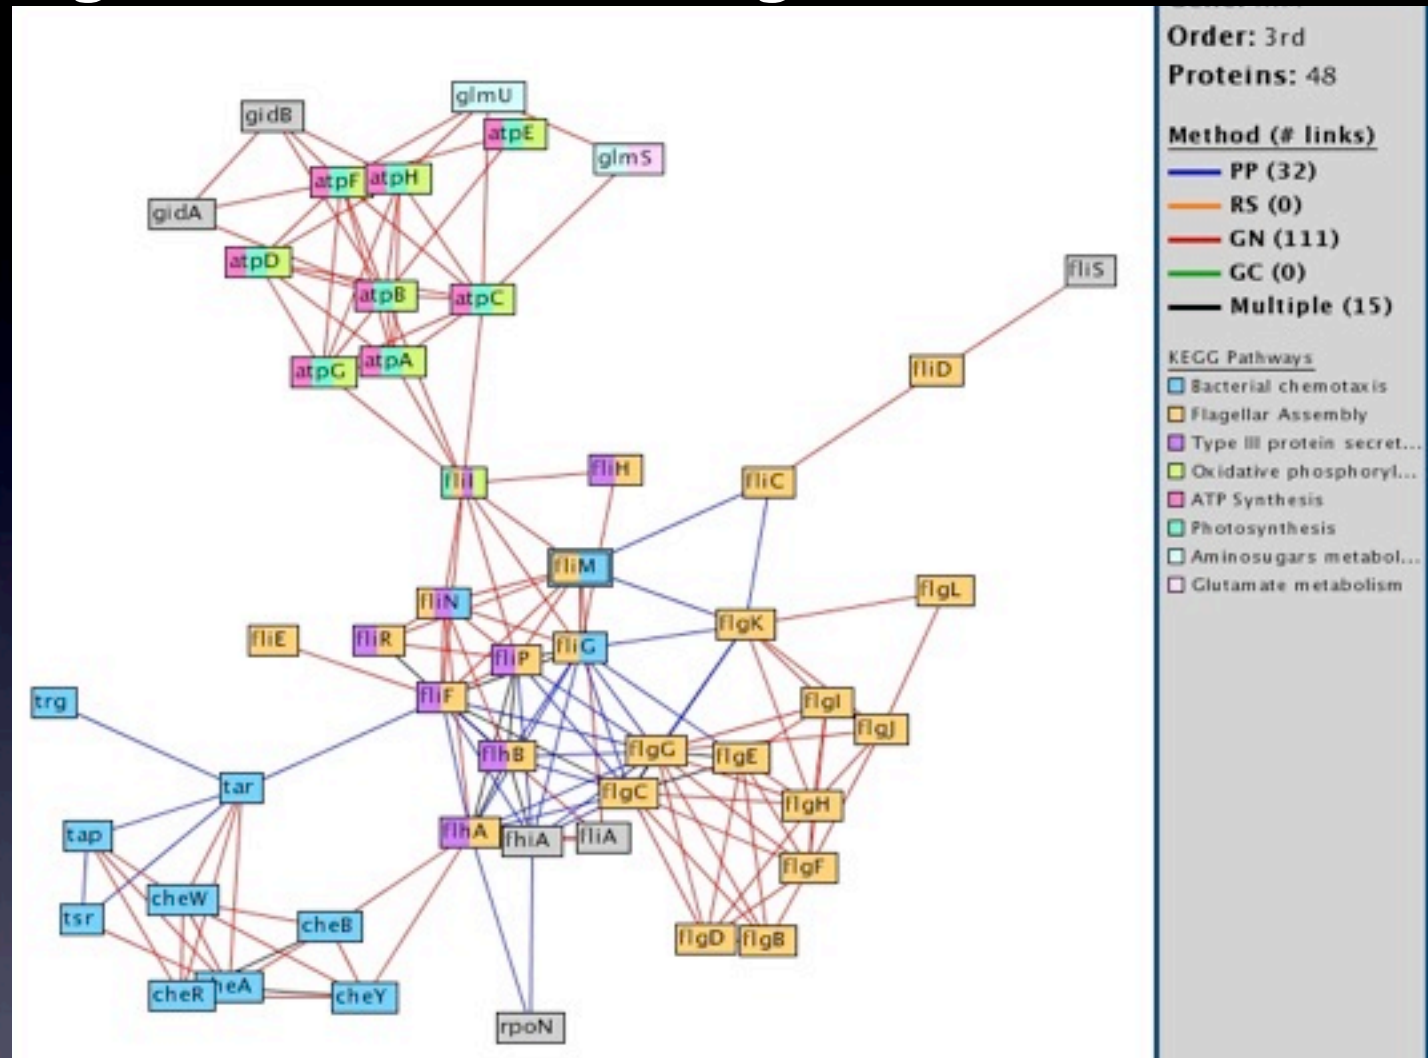 Order: 3rd
Proteins: 48
Method (# links)
PP (32)
RS (0)
GN (111)
GC (0)
Multiple (15)
KEGG Pathways
Bacterial chemotaxis
Flagellar Assembly
Type III protein secret...
Oxidative phosphoryl...
ATP Synthesis
Photosynthesis
Aminosugars metabol...
Glutamate metabolism
glmU
gidB
atpE
glmS
atpF
atpH
gidA
atpD
fliS
atpB
atpC
atpA
atpG
fliD
fliH
fliI
fliC
fliM
flgL
fliN
flgK
fliE
fliR
fliG
fliP
fliF
trg
flgI
flgJ
flgG
flhB
flgE
tar
flgC
flgH
tap
flhA
fhiA
fliA
flgF
cheW
tsr
cheB
flgD
flgB
heA
cheR
cheY
rpoN